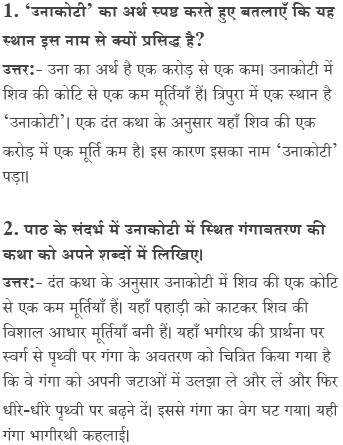 1. ‘उनाकोटी’ का अर्थ स्पष्ट करते हुए बतलाएँ कि यह
स्थान इस नाम से क्यों प्रसिद्ध है?
उत्तर:- उना का अर्थ है एक करोड़ से एक कम। उनाकोटी में
शिव की कोटि से एक कम मूर्तियाँ हैं। त्रिपुरा में एक स्थान है
‘उनाकोटी’। एक दंत कथा के अनुसार यहाँ शिव की एक
करोड़ में एक मूर्ति कम है। इस कारण इसका नाम ‘उनाकोटी’
पड़ा।
2. पाठ के संदर्भ में उनाकोटी में स्थित गंगावतरण की
कथा को अपने शब्दों में लिखिए।
उत्तर:- दंत कथा के अनुसार उनाकोटी में शिव की एक कोटि
से एक कम मूर्तियाँ हैं। यहाँ पहाड़ी को काटकर शिव की
विशाल आधार मूर्तियाँ बनी हैं। यहाँ भगीरथ की प्रार्थना पर
स्वर्ग से पृथ्वी पर गंगा के अवतरण को चित्रित किया गया है
कि वे गंगा को अपनी जटाओं में उलझा ले और लें और फिर
धीरे-धीरे पृथ्वी पर बढ़ने दें। इससे गंगा का वेग घट गया। यही
गंगा भागीरथी कहलाई।